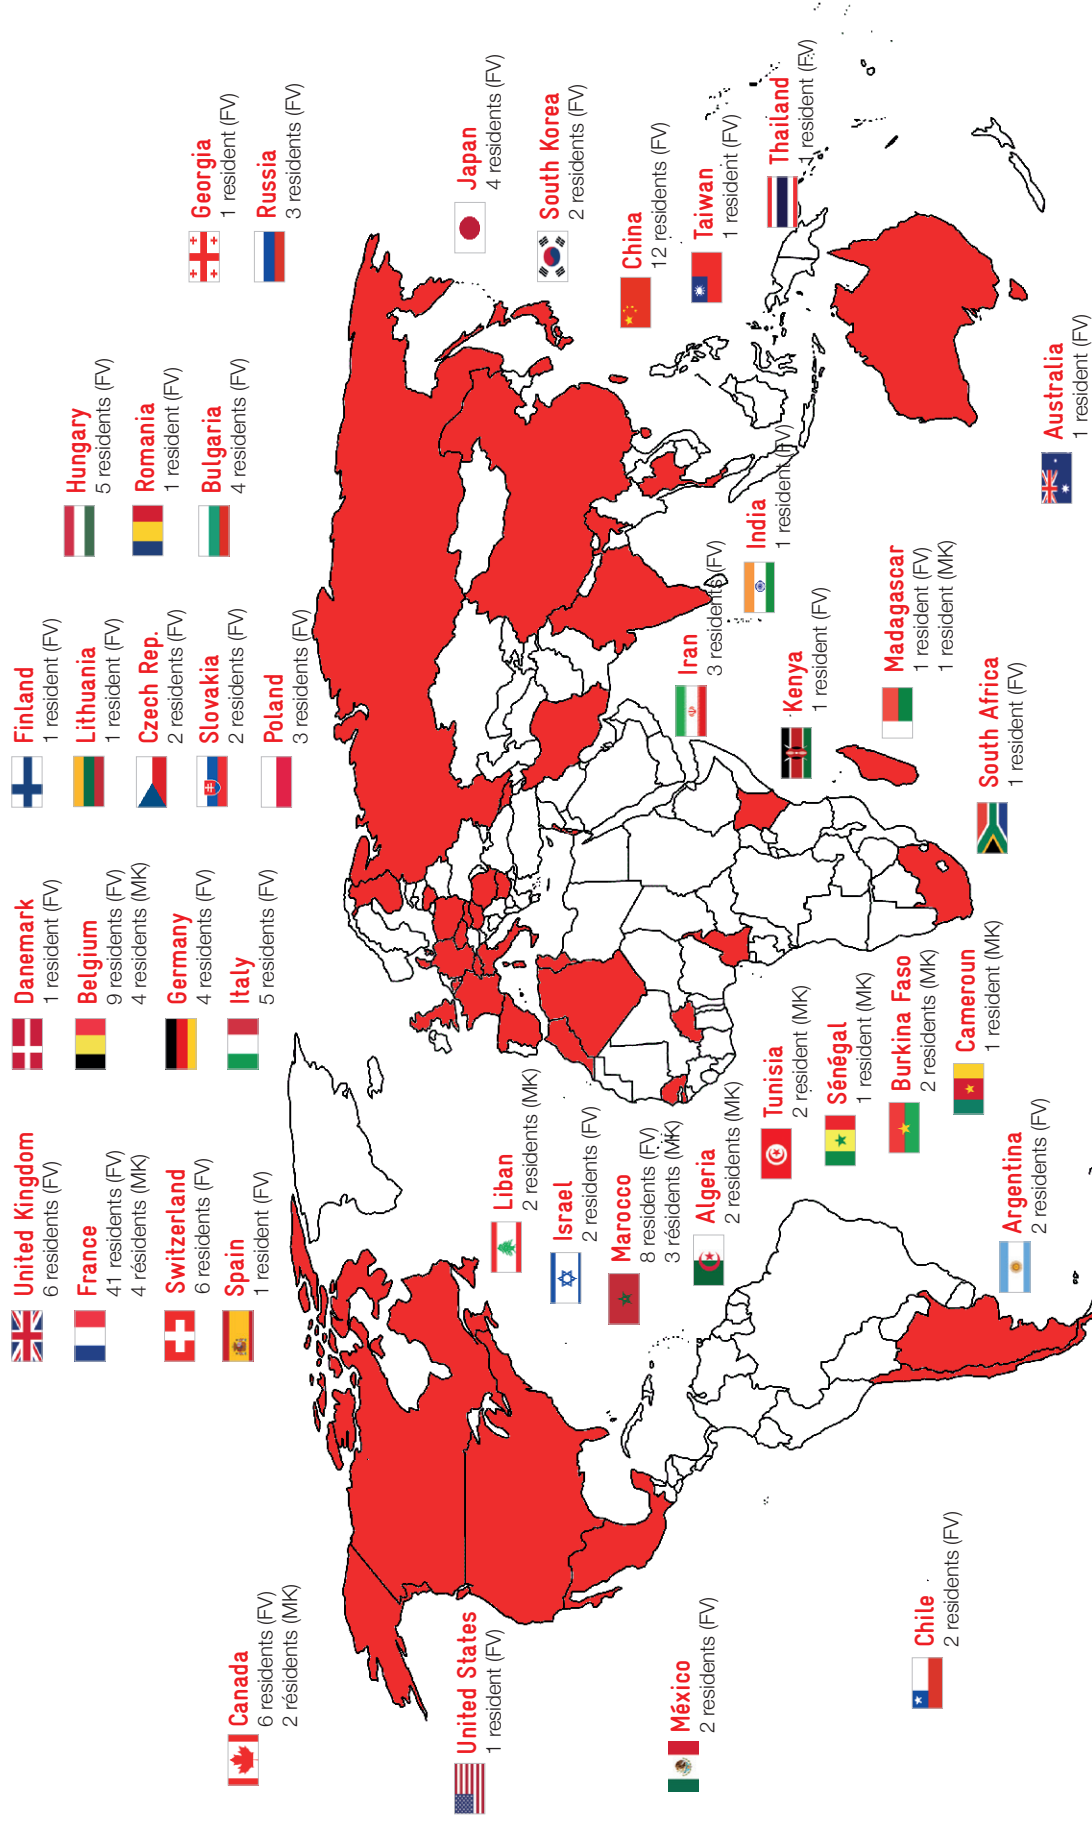 United Kingdom
6 residents (FV)
France
41 residents (FV)
4 résidents (MK)
Switzerland
6 residents (FV)
Spain
1 resident (FV)
Danemark
1 resident (FV)
Belgium
9 residents (FV)
4 residents (MK)
Germany
4 residents (FV)
Italy
5 residents (FV)
Finland
1 resident (FV)
Lithuania
1 resident (FV)
Czech Rep.
2 residents (FV)
Slovakia
2 residents (FV)
Poland
3 residents (FV)
Hungary
5 residents (FV)
Romania
1 resident (FV)
Bulgaria
4 residents (FV)
Georgia
1 resident (FV)
Russia
3 residents (FV)
Canada
6 residents (FV)
2 résidents (MK)
United States
1 resident (FV)
México
2 residents (FV)
Chile
2 residents (FV)
Argentina
2 residents (FV)
Liban
2 residents (MK)
Israel
2 residents (FV)
Marocco
8 residents (FV)
3 résidents (MK)
Algeria
2 residents (MK)
Tunisia
2 resident (MK)
Sénégal
1 resident (MK)
Burkina Faso
2 residents (MK)
Cameroun
1 resident (MK)
Iran
3 residents (FV)
India
1 resident (FV)
Kenya
1 resident (FV)
Madagascar
1 resident (FV)
1 resident (MK)
South Africa
1 resident (FV)
Japan
4 residents (FV)
South Korea
2 residents (FV)
China
12 residents (FV)
Taiwan
1 resident (FV)
Thailand
1 resident (FV)
Australia
1 resident (FV)